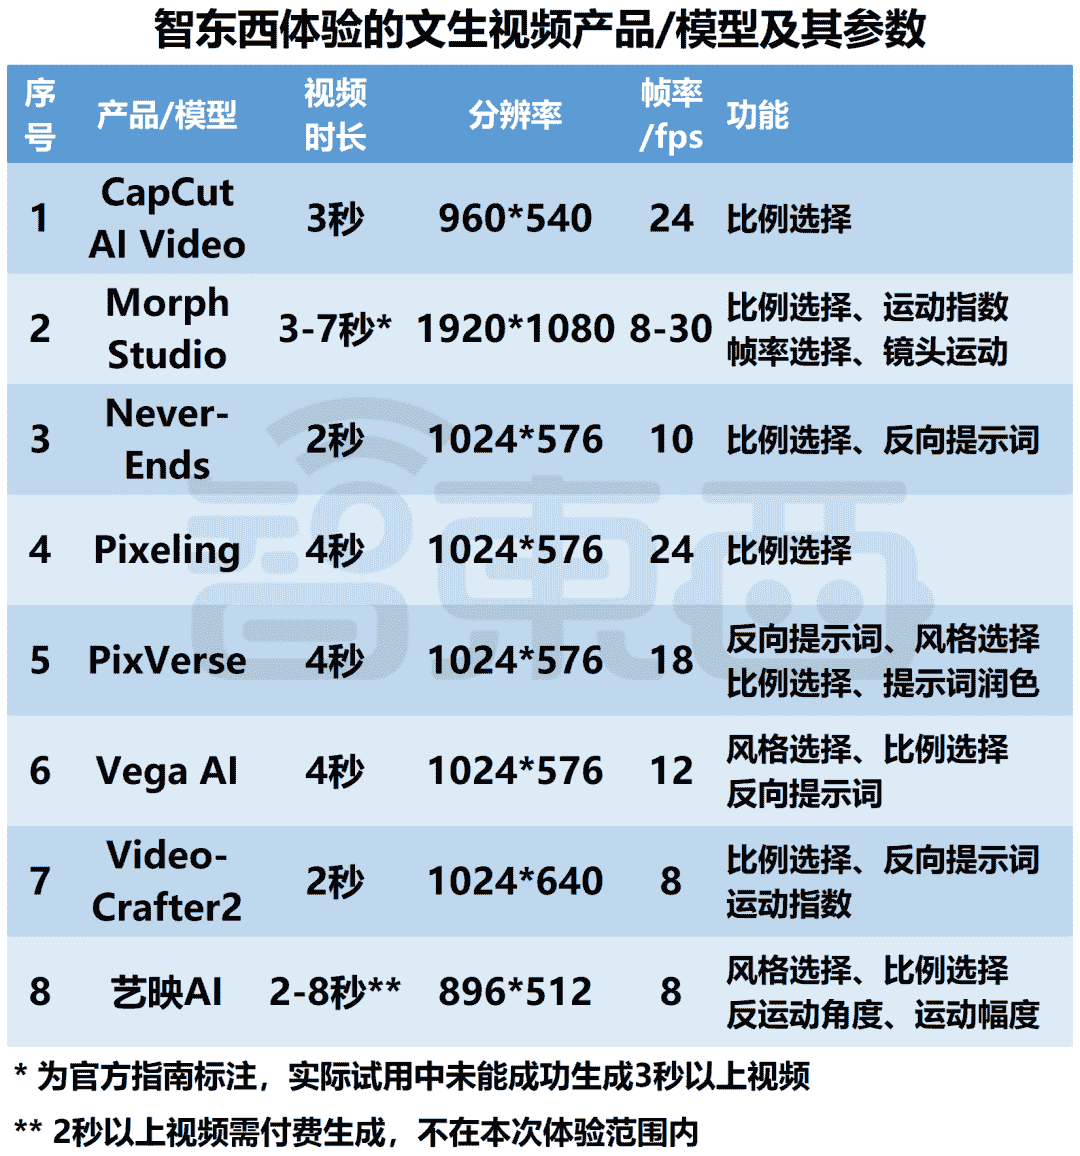 智东西体验的文生视频产品/模型及其参数
序号 产品/模型 视频时长 分辨率 帧率/fps 功能
1 CapCut AI Video 3秒 960*540 24 比例选择
2 Morph Studio 3-7秒* 1920*1080 8-30 比例选择、运动指数
帧率选择、镜头运动
3 Never-Ends 2秒 1024*576 10 比例选择、反向提示词
4 Pixeling 4秒 1024*576 24 比例选择
5 PixVerse 4秒 1024*576 18 反向提示词、风格选择
比例选择、提示词润色
6 Vega AI 4秒 1024*576 12 风格选择、比例选择
反向提示词
7 Video-Crafter2 2秒 1024*640 8 比例选择、反向提示词
运动指数
8 艺映AI 2-8秒** 896*512 8 风格选择、比例选择
反运动角度、运动幅度
* 为官方指南标注，实际试用中未能成功生成3秒以上视频
** 2秒以上视频需付费生成，不在本次体验范围内
智東西